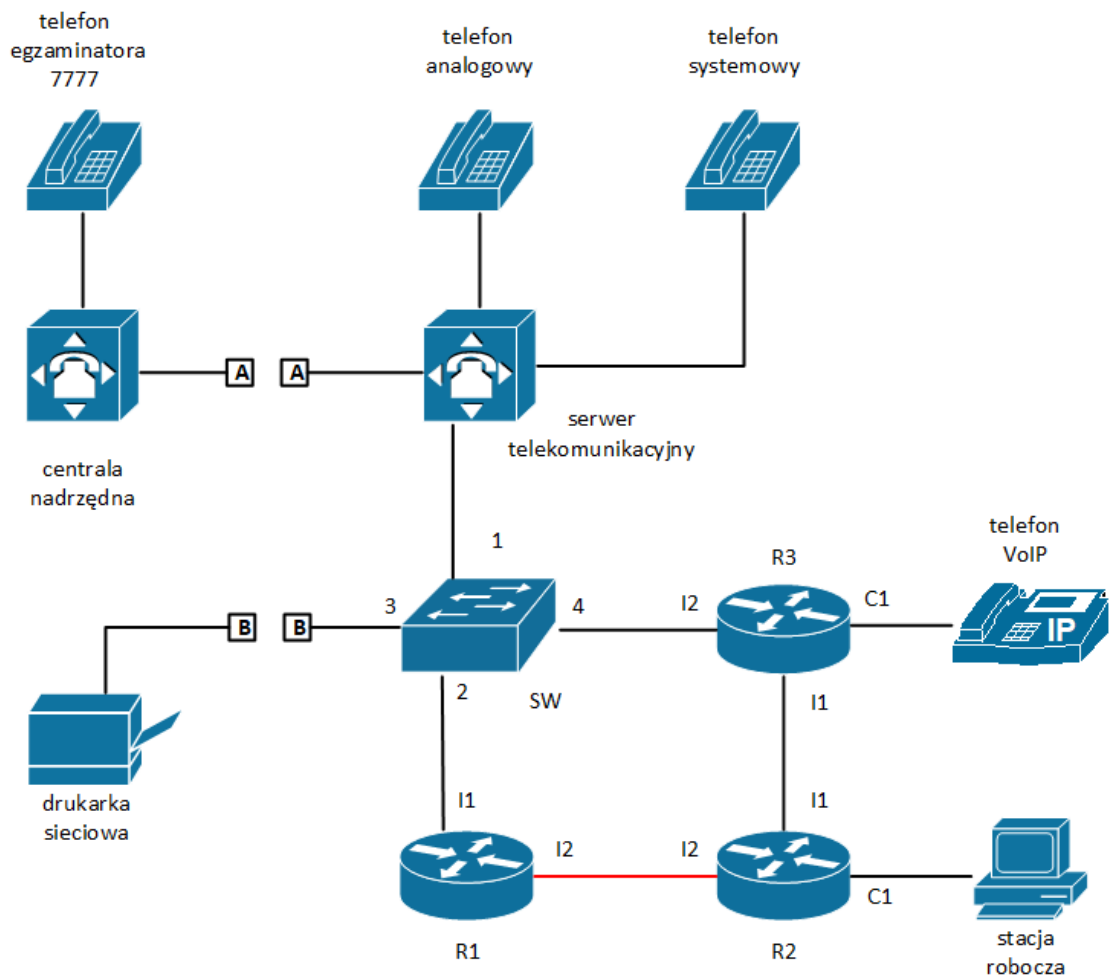 telefon
egzaminatora
7777
telefon
analogowy
telefon
systemowy
A
A
serwer
telekomunikacyjny
centrala
nadrzędna
telefon
VoIP
1
R3
B
B
3
4
I2
C1
IP
2
SW
I1
drukarka
sieciowa
I1
I1
I2
I2
C1
R1
R2
stacja
robocza